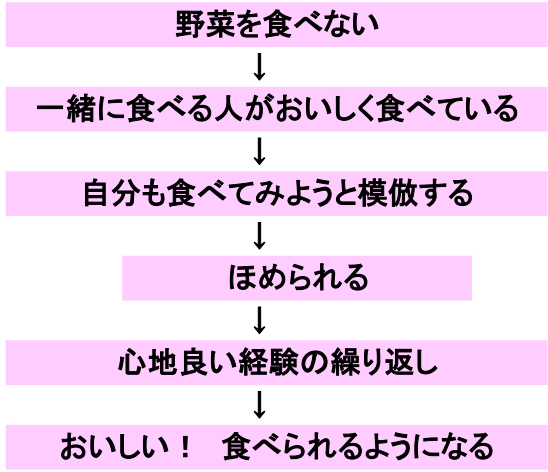 野菜を食べない
↓
一緒に食べる人がおいしく食べている
↓
自分も食べてみようと模倣する
↓
ほめられる
↓
心地良い経験の繰り返し
↓
おいしい！　食べられるようになる